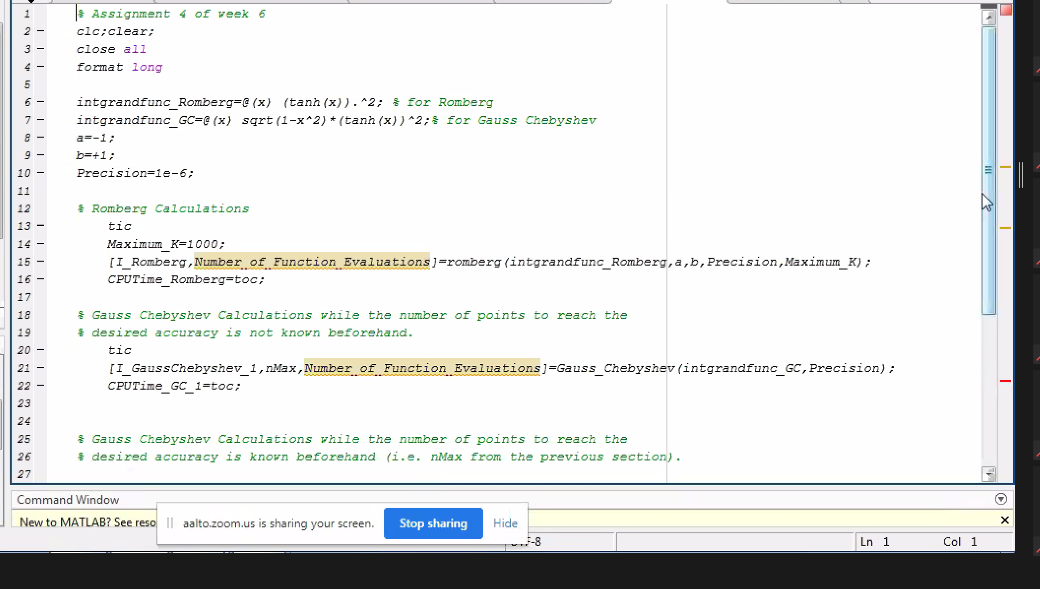 1 % Assignment 4 of week 6
2 clc;clear;
3 close all
4 format long
5
6 intgrandfunc_Romberg=@(x) (tanh(x)).^2; % for Romberg
7 intgrandfunc_GC=@(x) sqrt(1-x^2)*(tanh(x))^2;% for Gauss Chebyshev
8 a=-1;
9 b=+1;
10 Precision=1e-6;
11
12 % Romberg Calculations
13 tic
14 Maximum_K=1000;
15 [I_Romberg,Number_of_Function_Evaluations]=romberg(intgrandfunc_Romberg,a,b,Precision,Maximum_K);
16 CPUTime_Romberg=toc;
17
18 % Gauss Chebyshev Calculations while the number of points to reach the
19 % desired accuracy is not known beforehand.
20 tic
21 [I_GaussChebyshev_1,nMax,Number_of_Function_Evaluations]=Gauss_Chebyshev(intgrandfunc_GC,Precision);
22 CPUTime_GC_1=toc;
23
24
25 % Gauss Chebyshev Calculations while the number of points to reach the
26 % desired accuracy is known beforehand (i.e. nMax from the previous section).
27
Command Window
New to MATLAB? See
aalto.zoom.us is sharing your screen. Stop sharing Hide
Ln 1 Col 1